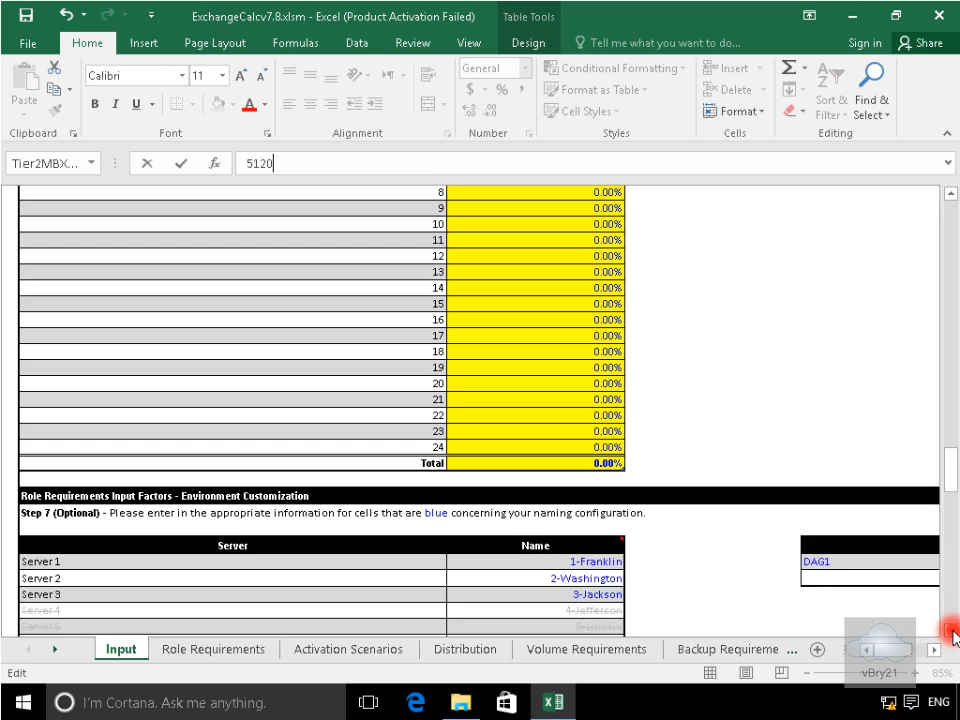 ExchangeCalcv7.8.xlsm - Excel (Product Activation Failed)
Table Tools
File
Home
Insert
Page Layout
Formulas
Data
Review
View
Design
Tell me what you want to do...
Sign in
Share
Paste
Calibri
11
A A
B I U
A
General
$ % ,
Conditional Formatting
Format as Table
Cell Styles
Insert
Delete
Format
Sort & Filter
Find & Select
Clipboard
Font
Alignment
Number
Styles
Cells
Editing
Tier2MBX...
fx
5120
8 0.00%
9 0.00%
10 0.00%
11 0.00%
12 0.00%
13 0.00%
14 0.00%
15 0.00%
16 0.00%
17 0.00%
18 0.00%
19 0.00%
20 0.00%
21 0.00%
22 0.00%
23 0.00%
24 0.00%
Total 0.00%
Role Requirements Input Factors - Environment Customization
Step 7 (Optional) - Please enter in the appropriate information for cells that are blue concerning your naming configuration.
Server Name
Server 1 1-Franklin
DAG1
Server 2 2-Washington
Server 3 3-Jackson
Server 4 4-Jefferson
Server 5 5-Lincoln
Input
Role Requirements
Activation Scenarios
Distribution
Volume Requirements
Backup Requireme ...
Edit
85%
vBry21
I'm Cortana. Ask me anything.
ENG